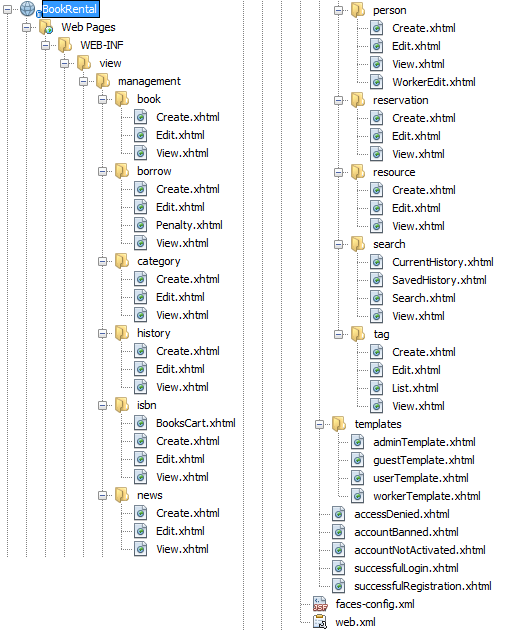 BookRental
Web Pages
WEB-INF
view
management
book
Create.xhtml
Edit.xhtml
View.xhtml
borrow
Create.xhtml
Edit.xhtml
Penalty.xhtml
View.xhtml
category
Create.xhtml
Edit.xhtml
View.xhtml
history
Create.xhtml
Edit.xhtml
View.xhtml
isbn
BooksCart.xhtml
Create.xhtml
Edit.xhtml
View.xhtml
news
Create.xhtml
Edit.xhtml
View.xhtml
person
Create.xhtml
Edit.xhtml
View.xhtml
WorkerEdit.xhtml
reservation
Create.xhtml
Edit.xhtml
View.xhtml
resource
Create.xhtml
Edit.xhtml
View.xhtml
search
CurrentHistory.xhtml
SavedHistory.xhtml
Search.xhtml
View.xhtml
tag
Create.xhtml
Edit.xhtml
List.xhtml
View.xhtml
templates
adminTemplate.xhtml
guestTemplate.xhtml
userTemplate.xhtml
workerTemplate.xhtml
accessDenied.xhtml
accountBanned.xhtml
accountNotActivated.xhtml
successfulLogin.xhtml
successfulRegistration.xhtml
JSF faces-config.xml
web.xml